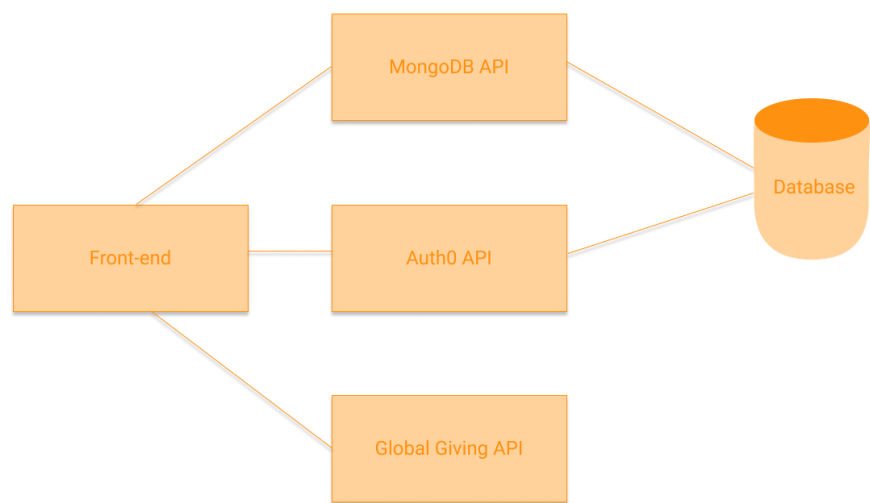 MongoDB API
Database
Front-end
Auth0 API
Global Giving API